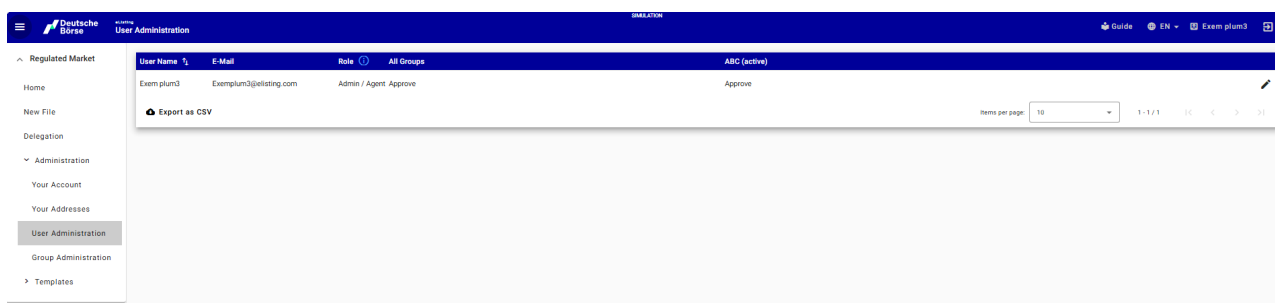 SIMULATION
Deutsche
Börse
eListing
User Administration
Guide EN Exem plum3
Regulated Market
Home
New File
Delegation
Administration
Your Account
Your Addresses
User Administration
Group Administration
Templates
User Name E-Mail Role All Groups ABC (active)
Exem plum3 Exemplum3@elisting.com Admin / Agent Approve Approve
Export as CSV Items per page: 10 1 - 1 / 1